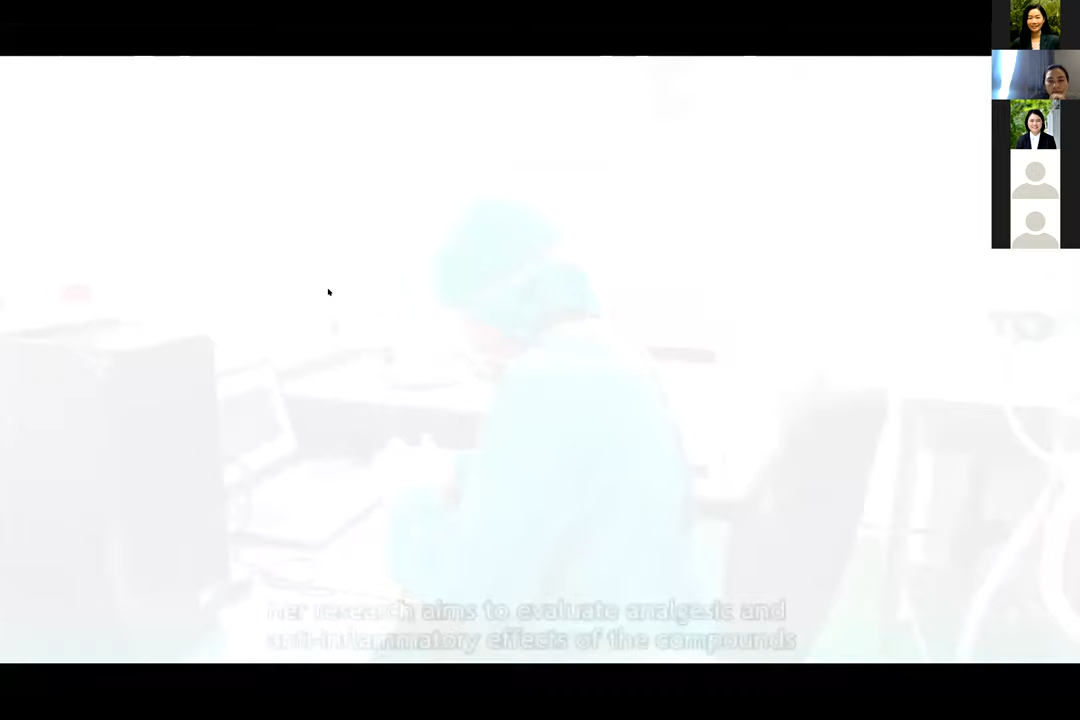 her research aims to evaluate analgesic and
anti-inflammatory effects of the compounds